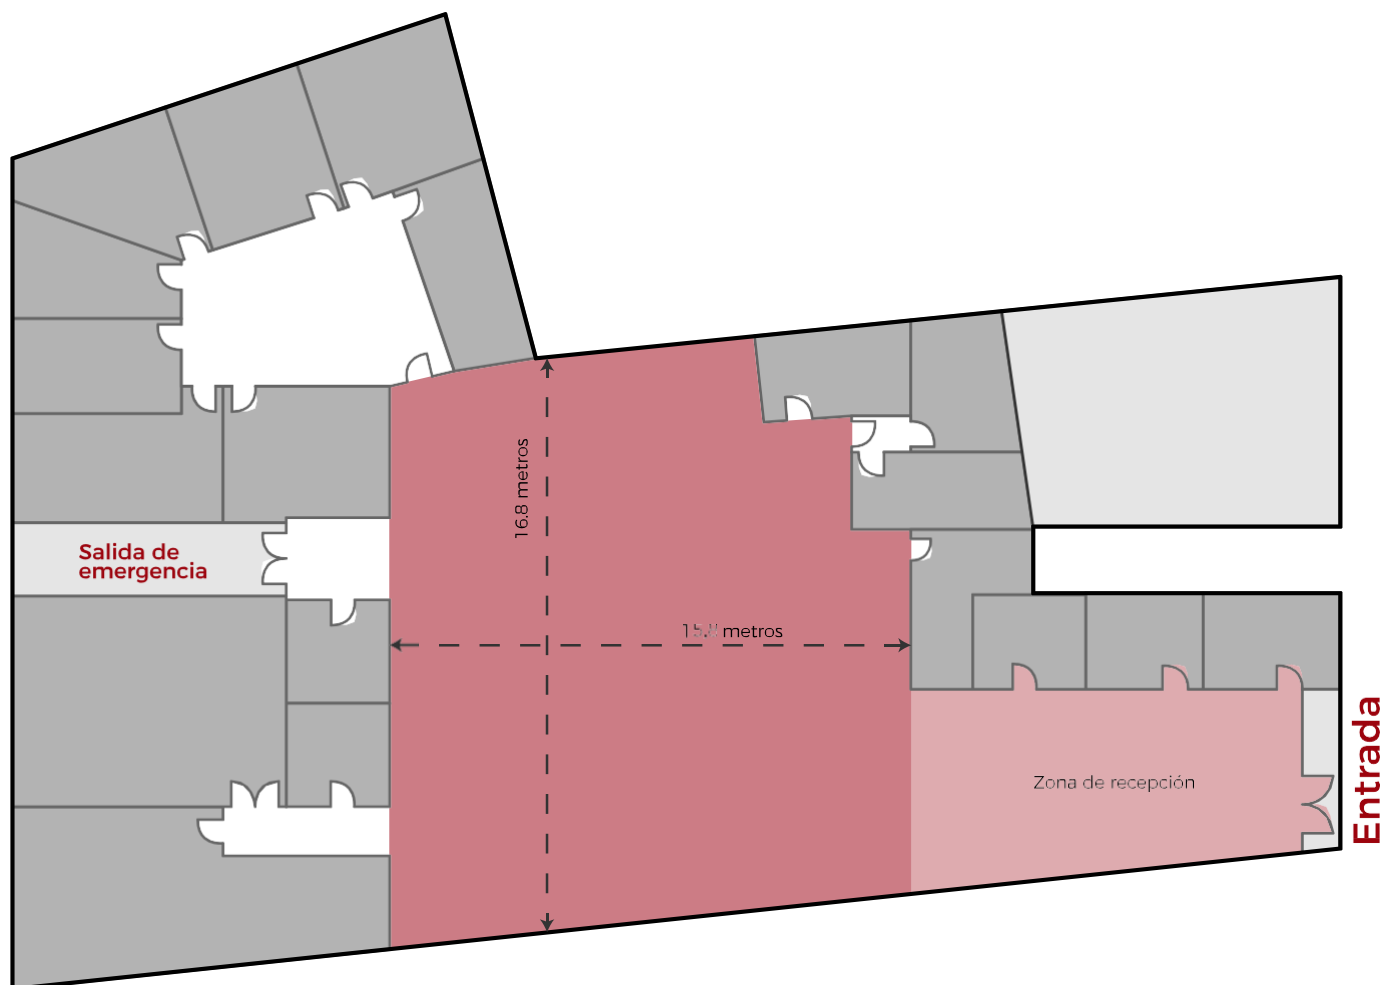 16.8 metros
Salida de
emergencia
metros
Zona de recepción
Entrada